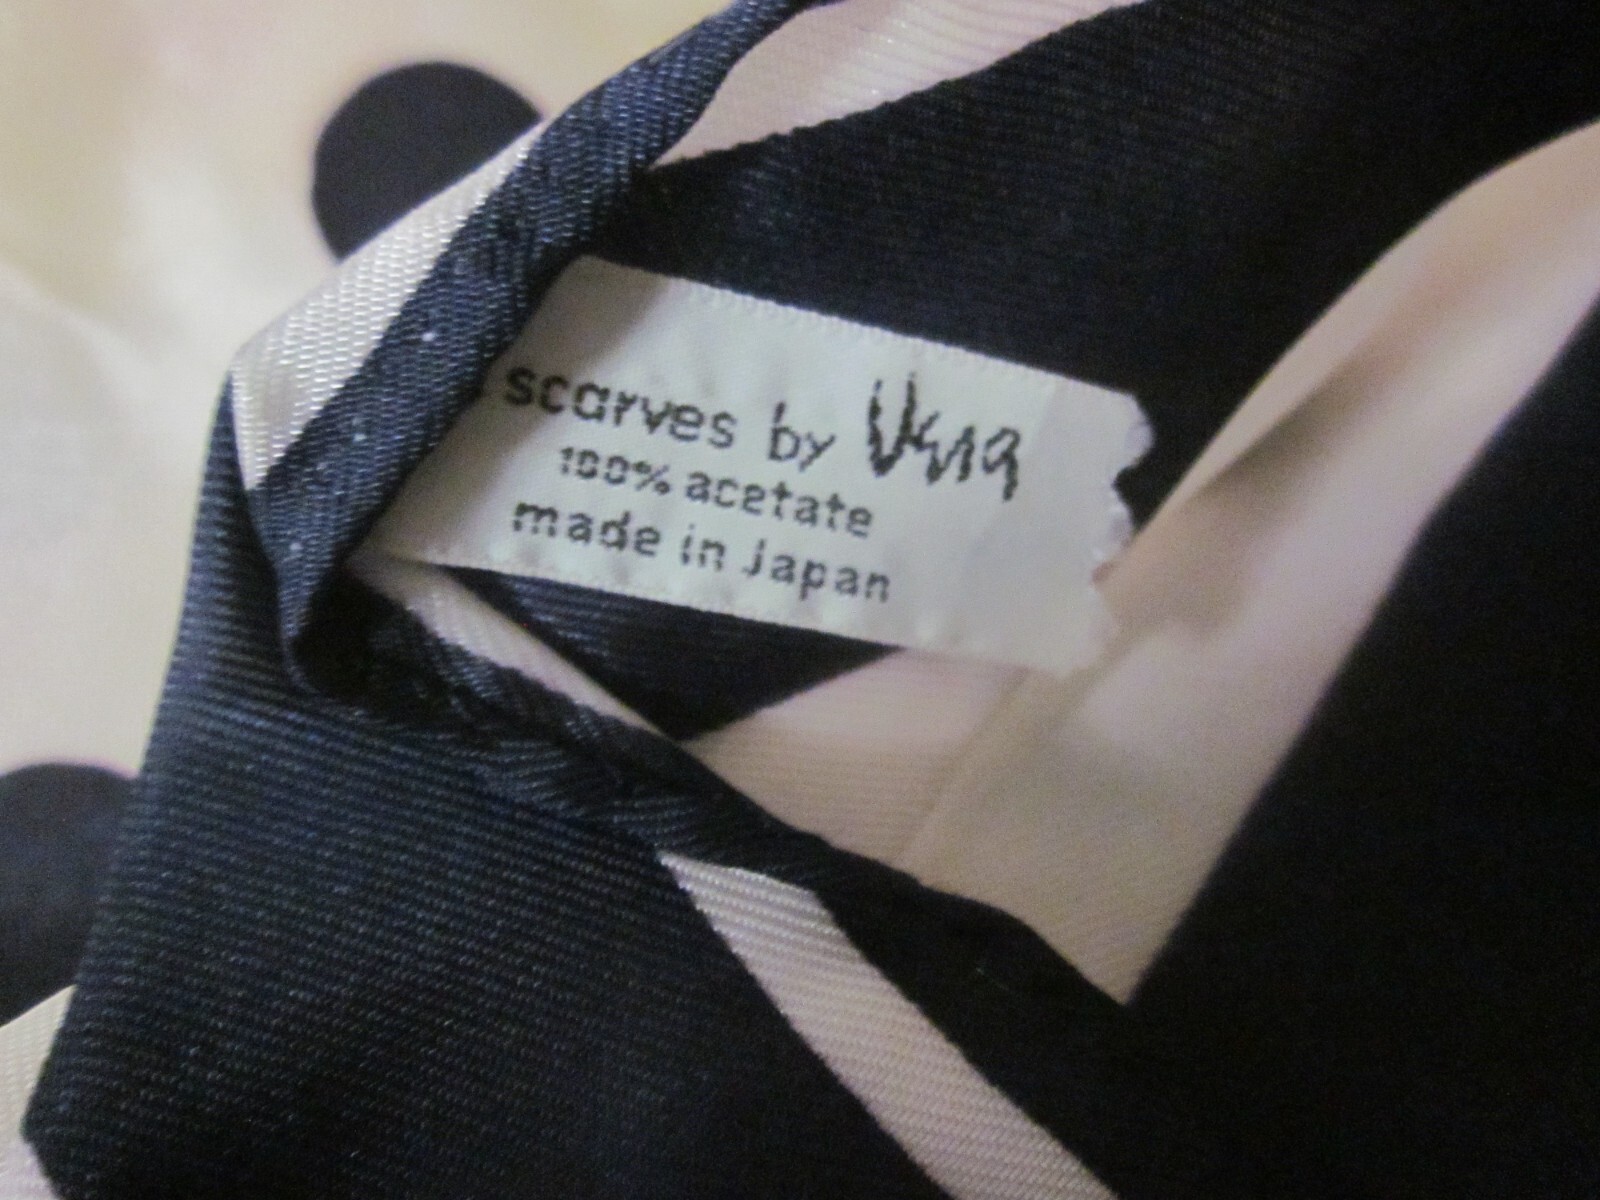 scarves by Vera
100% acetate
made in Japan